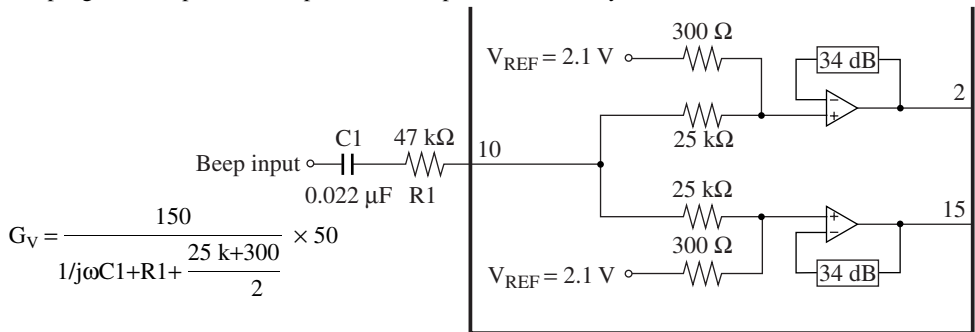 300 Ω
V_REF = 2.1 V
34 dB
2
25 kΩ
C1
47 kΩ
10
Beep input
0.022 μF
R1
25 kΩ
15
G_V = 150 / (1/jωC1+R1+ (25 k+300)/2) × 50
300 Ω
V_REF = 2.1 V
34 dB